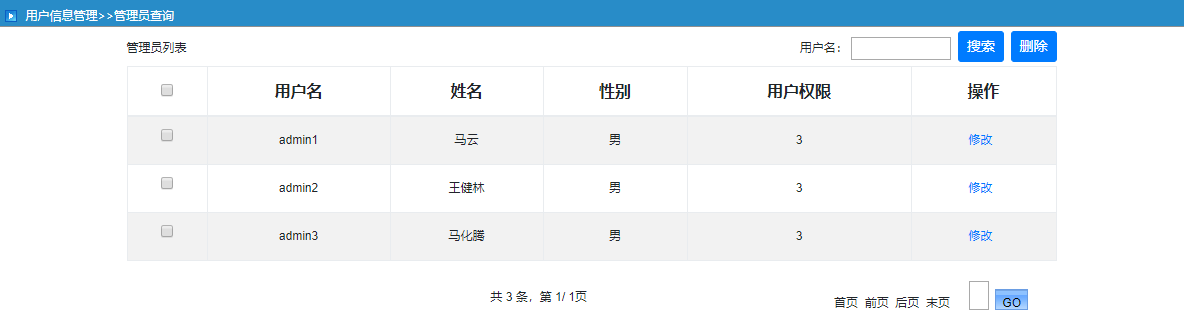 用户信息管理>>管理员查询
管理员列表 用户名： 搜索 删除
用户名 姓名 性别 用户权限 操作
admin1 马云 男 3 修改
admin2 王健林 男 3 修改
admin3 马化腾 男 3 修改
共 3 条，第 1/ 1页 首页 前页 后页 末页 GO